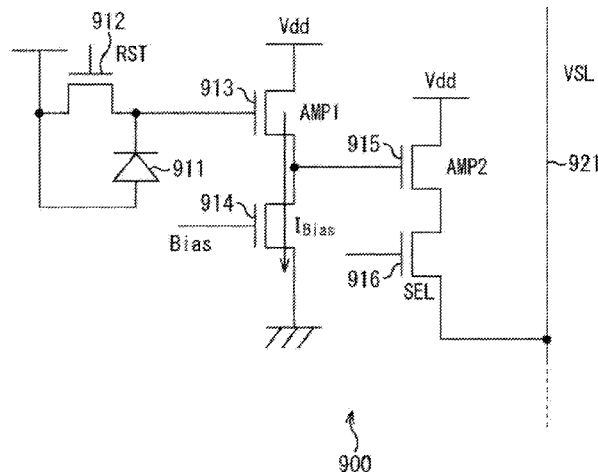 912
RST
Vdd
913
AMP1
911
914
Bias
IBias
Vdd
915
AMP2
916
SEL
VSL
921
900